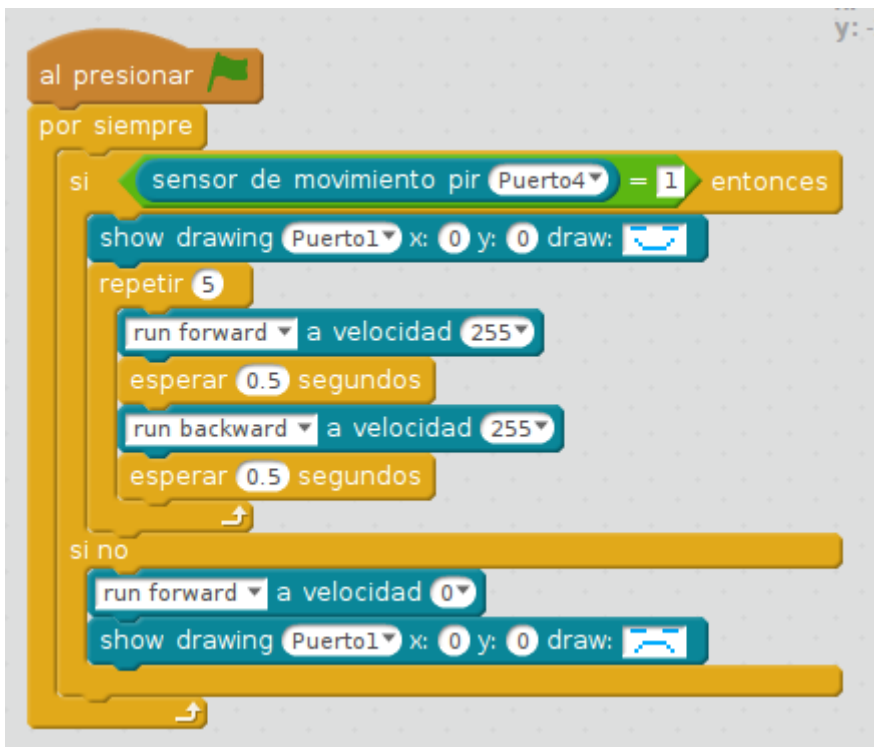 y: -
al presionar
por siempre
si sensor de movimiento pir Puerto4 = 1 entonces
show drawing Puerto1 x: 0 y: 0 draw:
repetir 5
run forward a velocidad 255
esperar 0.5 segundos
run backward a velocidad 255
esperar 0.5 segundos
si no
run forward a velocidad 0
show drawing Puerto1 x: 0 y: 0 draw: